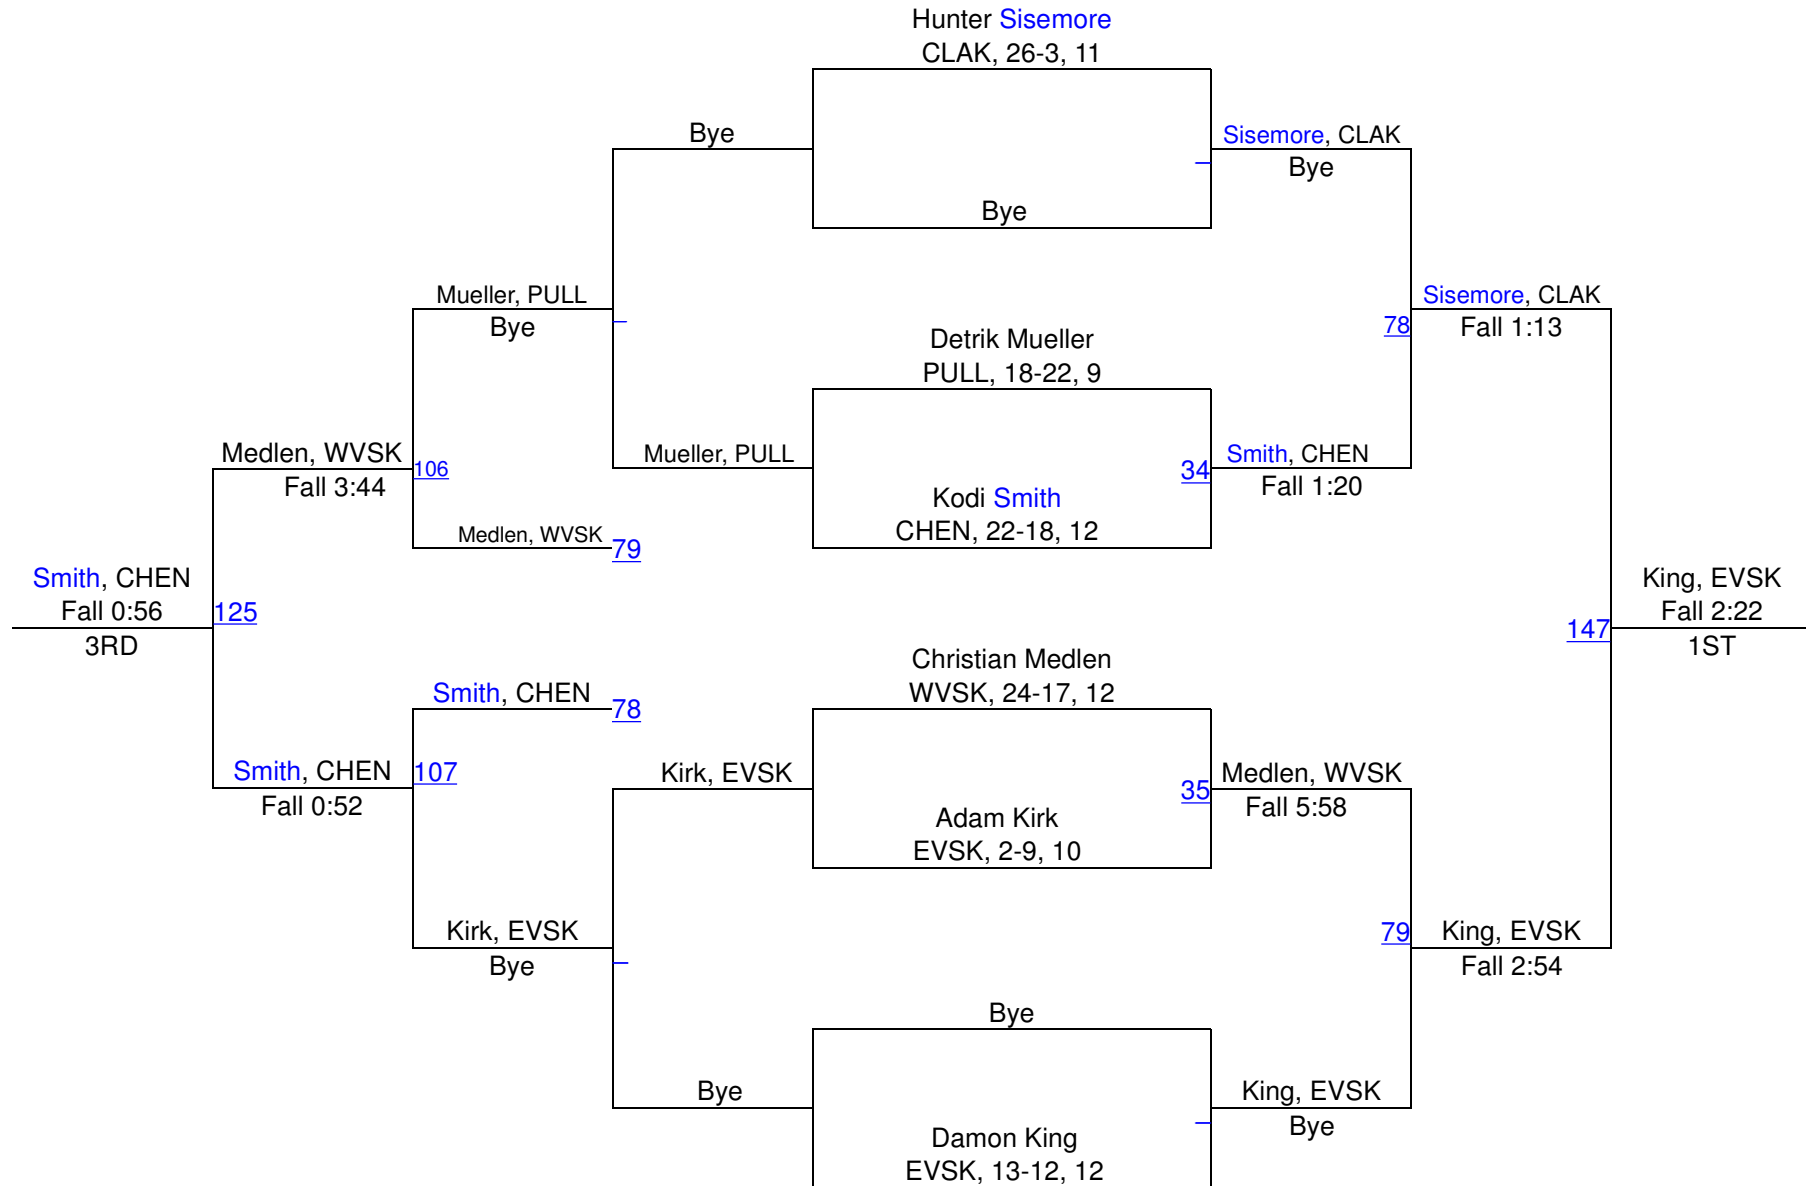 Hunter Sisemore
CLAK, 26-3, 11
Bye
Sisemore, CLAK
Bye
Bye
Mueller, PULL
Bye
Sisemore, CLAK
78
Fall 1:13
Detrik Mueller
PULL, 18-22, 9
Medlen, WVSK
106
Fall 3:44
Mueller, PULL
34
Smith, CHEN
Fall 1:20
Kodi Smith
CHEN, 22-18, 12
Medlen, WVSK
79
Smith, CHEN
Fall 0:56
125
3RD
King, EVSK
Fall 2:22
147
1ST
Christian Medlen
WVSK, 24-17, 12
Smith, CHEN
78
Smith, CHEN
107
Fall 0:52
Kirk, EVSK
35
Medlen, WVSK
Fall 5:58
Adam Kirk
EVSK, 2-9, 10
Kirk, EVSK
Bye
79
King, EVSK
Fall 2:54
Bye
Bye
King, EVSK
Bye
Damon King
EVSK, 13-12, 12